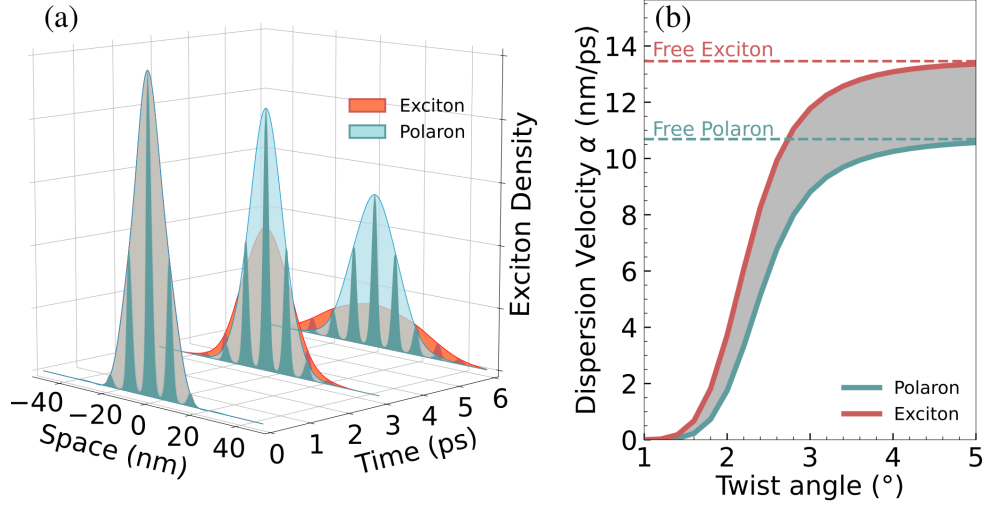 (a)
Exciton
Polaron
Exciton Density
−40
−20
0
20
40
Space (nm)
0
1
2
3
4
5
6
Time (ps)
(b)
Dispersion Velocity α (nm/ps)
14
12
10
8
6
4
2
0
Free Exciton
Free Polaron
Polaron
Exciton
1
2
3
4
5
Twist angle (°)